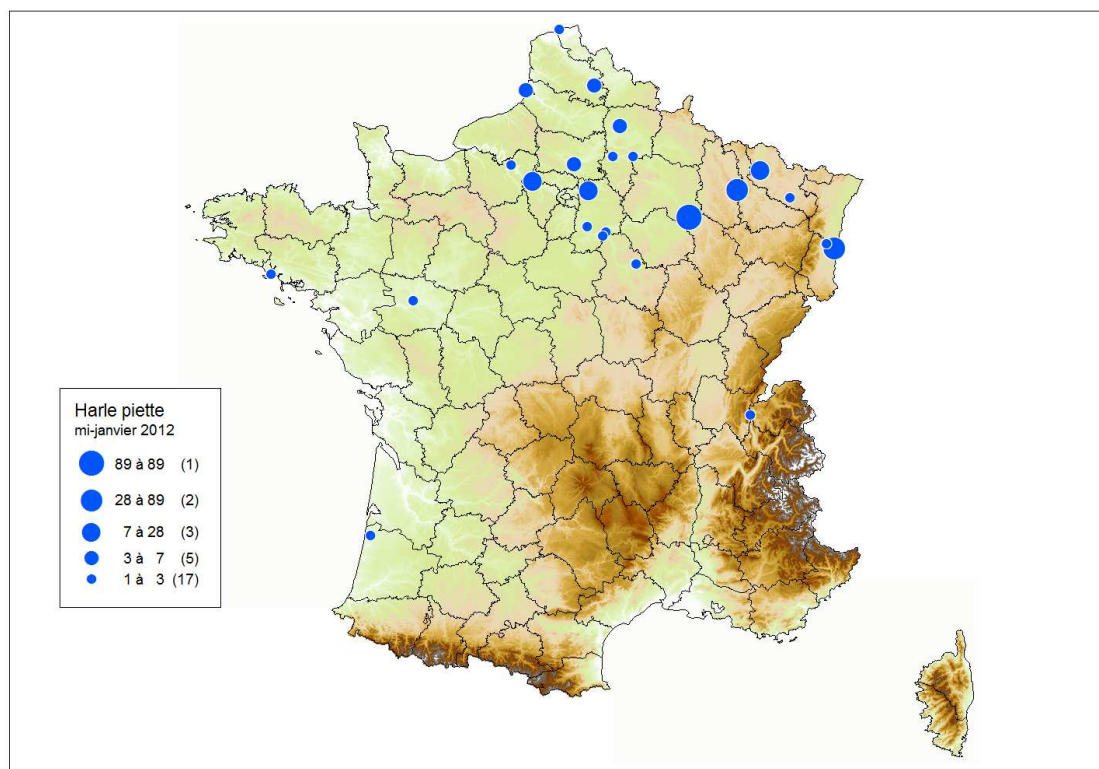 Harle piette
mi-janvier 2012
89 à 89 (1)
28 à 89 (2)
7 à 28 (3)
3 à 7 (5)
1 à 3 (17)